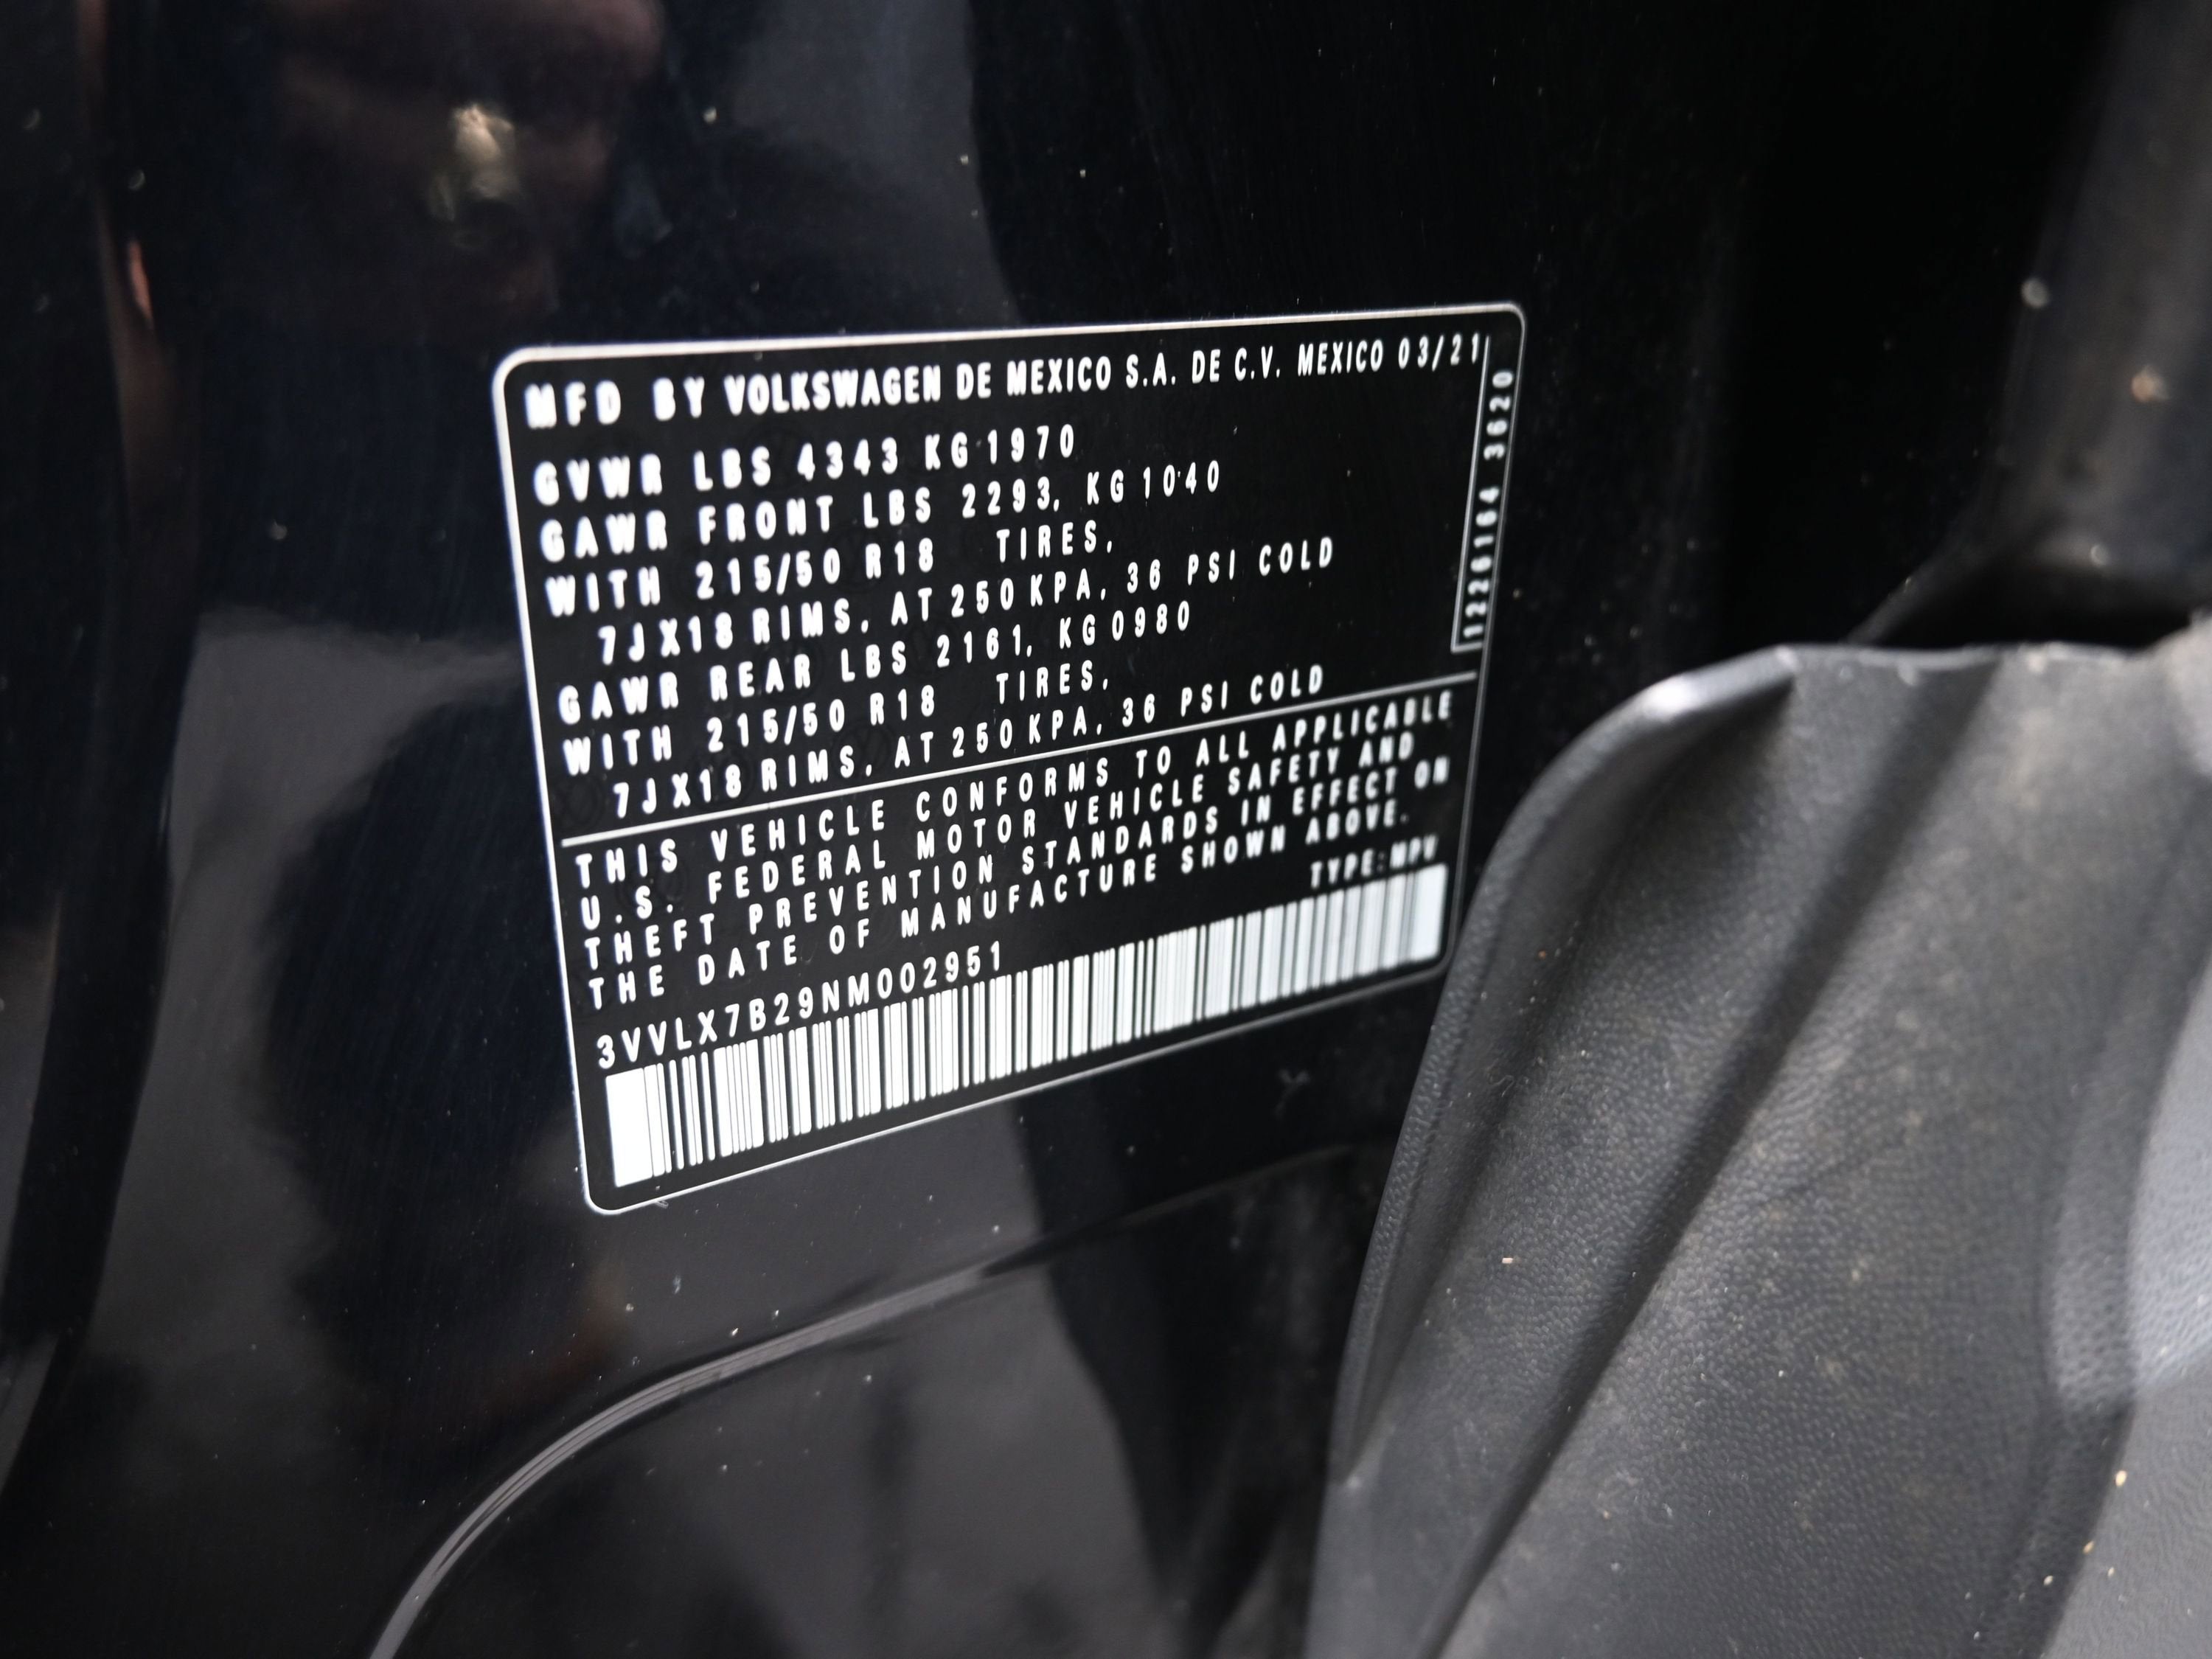 MFD BY VOLKSWAGEN DE MEXICO S.A. DE C.V. MEXICO 03/21
GVWR LBS 4343 KG 1970
GAWR FRONT LBS 2293, KG 1040
WITH 215/50 R18 TIRES,
7JX18 RIMS, AT 250 KPA, 36 PSI COLD
GAWR REAR LBS 2161, KG 0980
WITH 215/50 R18 TIRES,
7JX18 RIMS, AT 250 KPA, 36 PSI COLD
1226164 3620
THIS VEHICLE CONFORMS TO ALL APPLICABLE
U.S. FEDERAL MOTOR VEHICLE SAFETY AND
THEFT PREVENTION STANDARDS IN EFFECT ON
THE DATE OF MANUFACTURE SHOWN ABOVE.
TYPE: MPV
3VVLX7B29NM002951